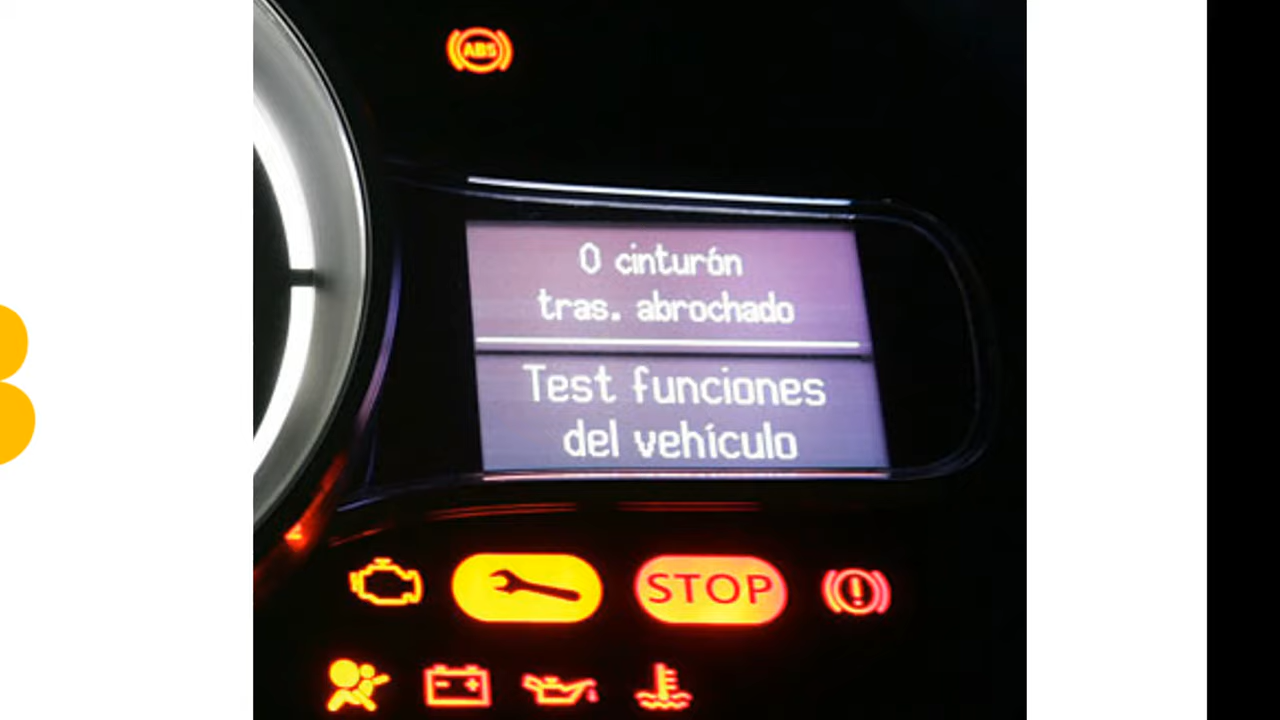 ABS
0 cinturón
tras. abrochado
Test funciones
del vehículo
STOP